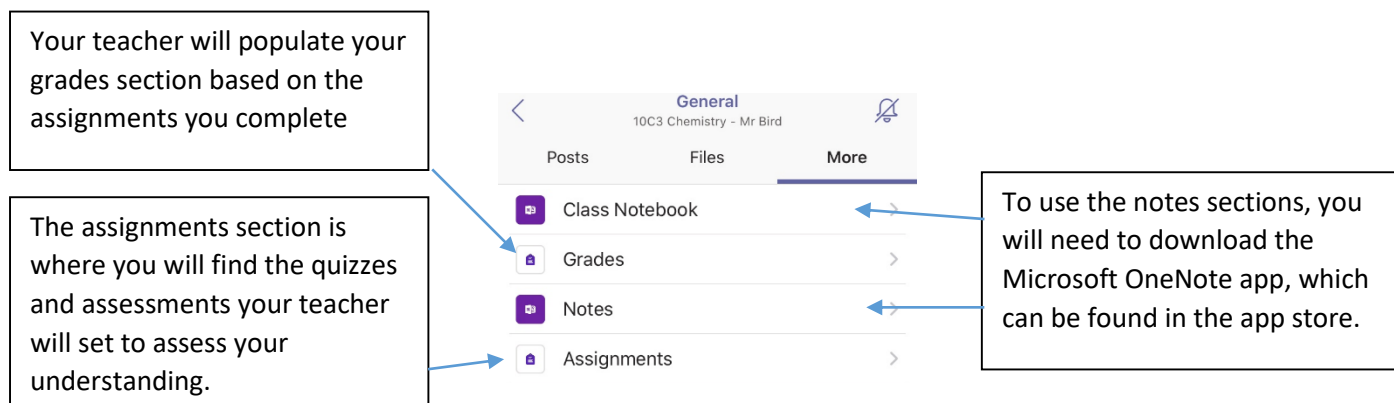 Your teacher will populate your
grades section based on the
assignments you complete
The assignments section is
where you will find the quizzes
and assessments your teacher
will set to assess your
understanding.
General
10C3 Chemistry - Mr Bird
Posts Files More
Class Notebook
Grades
Notes
Assignments
To use the notes sections, you
will need to download the
Microsoft OneNote app, which
can be found in the app store.